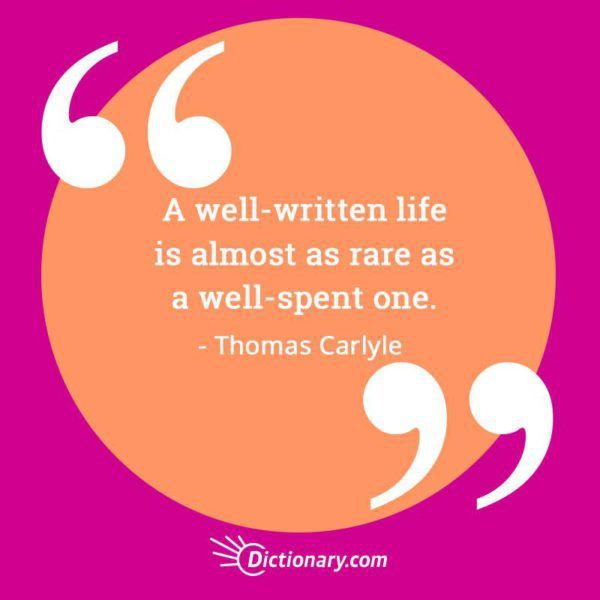 A well-written life
is almost as rare as
a well-spent one.
- Thomas Carlyle
Dictionary.com